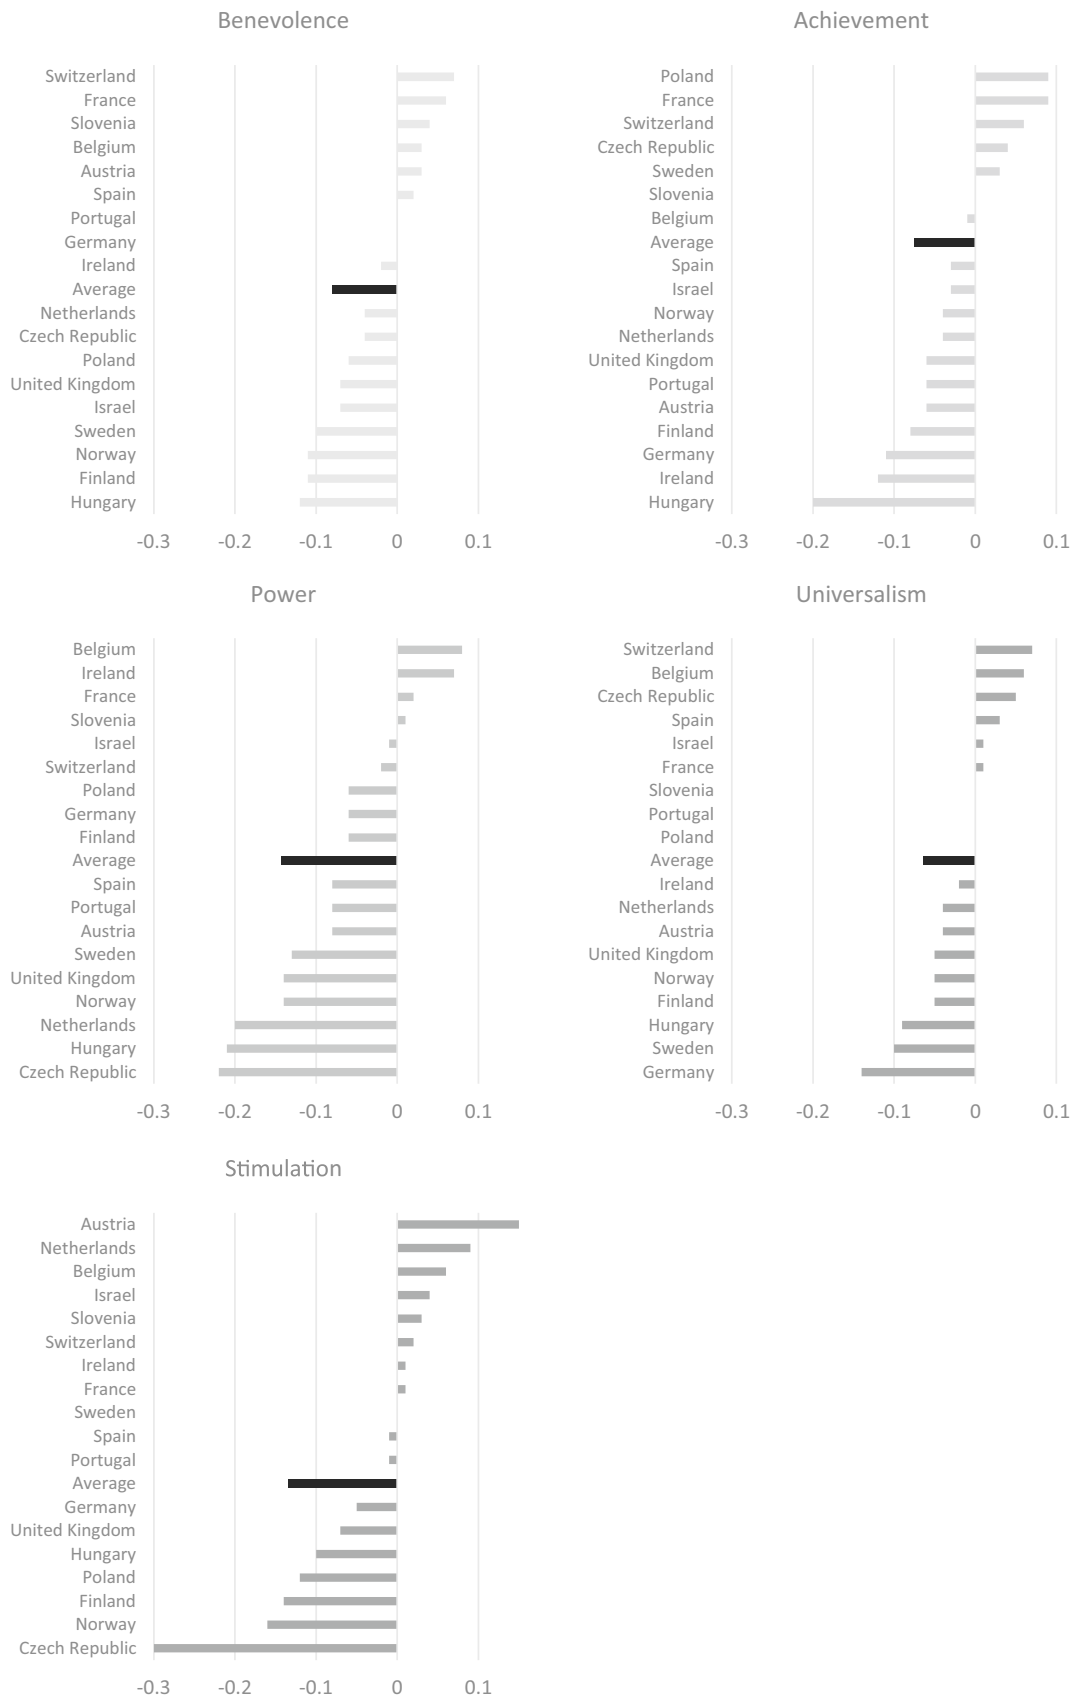 Benevolence
Switzerland
France
Slovenia
Belgium
Austria
Spain
Portugal
Germany
Ireland
Average
Netherlands
Czech Republic
Poland
United Kingdom
Israel
Sweden
Norway
Finland
Hungary
-0.3 -0.2 -0.1 0 0.1
Achievement
Poland
France
Switzerland
Czech Republic
Sweden
Slovenia
Belgium
Average
Spain
Israel
Norway
Netherlands
United Kingdom
Portugal
Austria
Finland
Germany
Ireland
Hungary
-0.3 -0.2 -0.1 0 0.1
Power
Belgium
Ireland
France
Slovenia
Israel
Switzerland
Poland
Germany
Finland
Average
Spain
Portugal
Austria
Sweden
United Kingdom
Norway
Netherlands
Hungary
Czech Republic
-0.3 -0.2 -0.1 0 0.1
Universalism
Switzerland
Belgium
Czech Republic
Spain
Israel
France
Slovenia
Portugal
Poland
Average
Ireland
Netherlands
Austria
United Kingdom
Norway
Finland
Hungary
Sweden
Germany
-0.3 -0.2 -0.1 0 0.1
Stimulation
Austria
Netherlands
Belgium
Israel
Slovenia
Switzerland
Ireland
France
Sweden
Spain
Portugal
Average
Germany
United Kingdom
Hungary
Poland
Finland
Norway
Czech Republic
-0.3 -0.2 -0.1 0 0.1